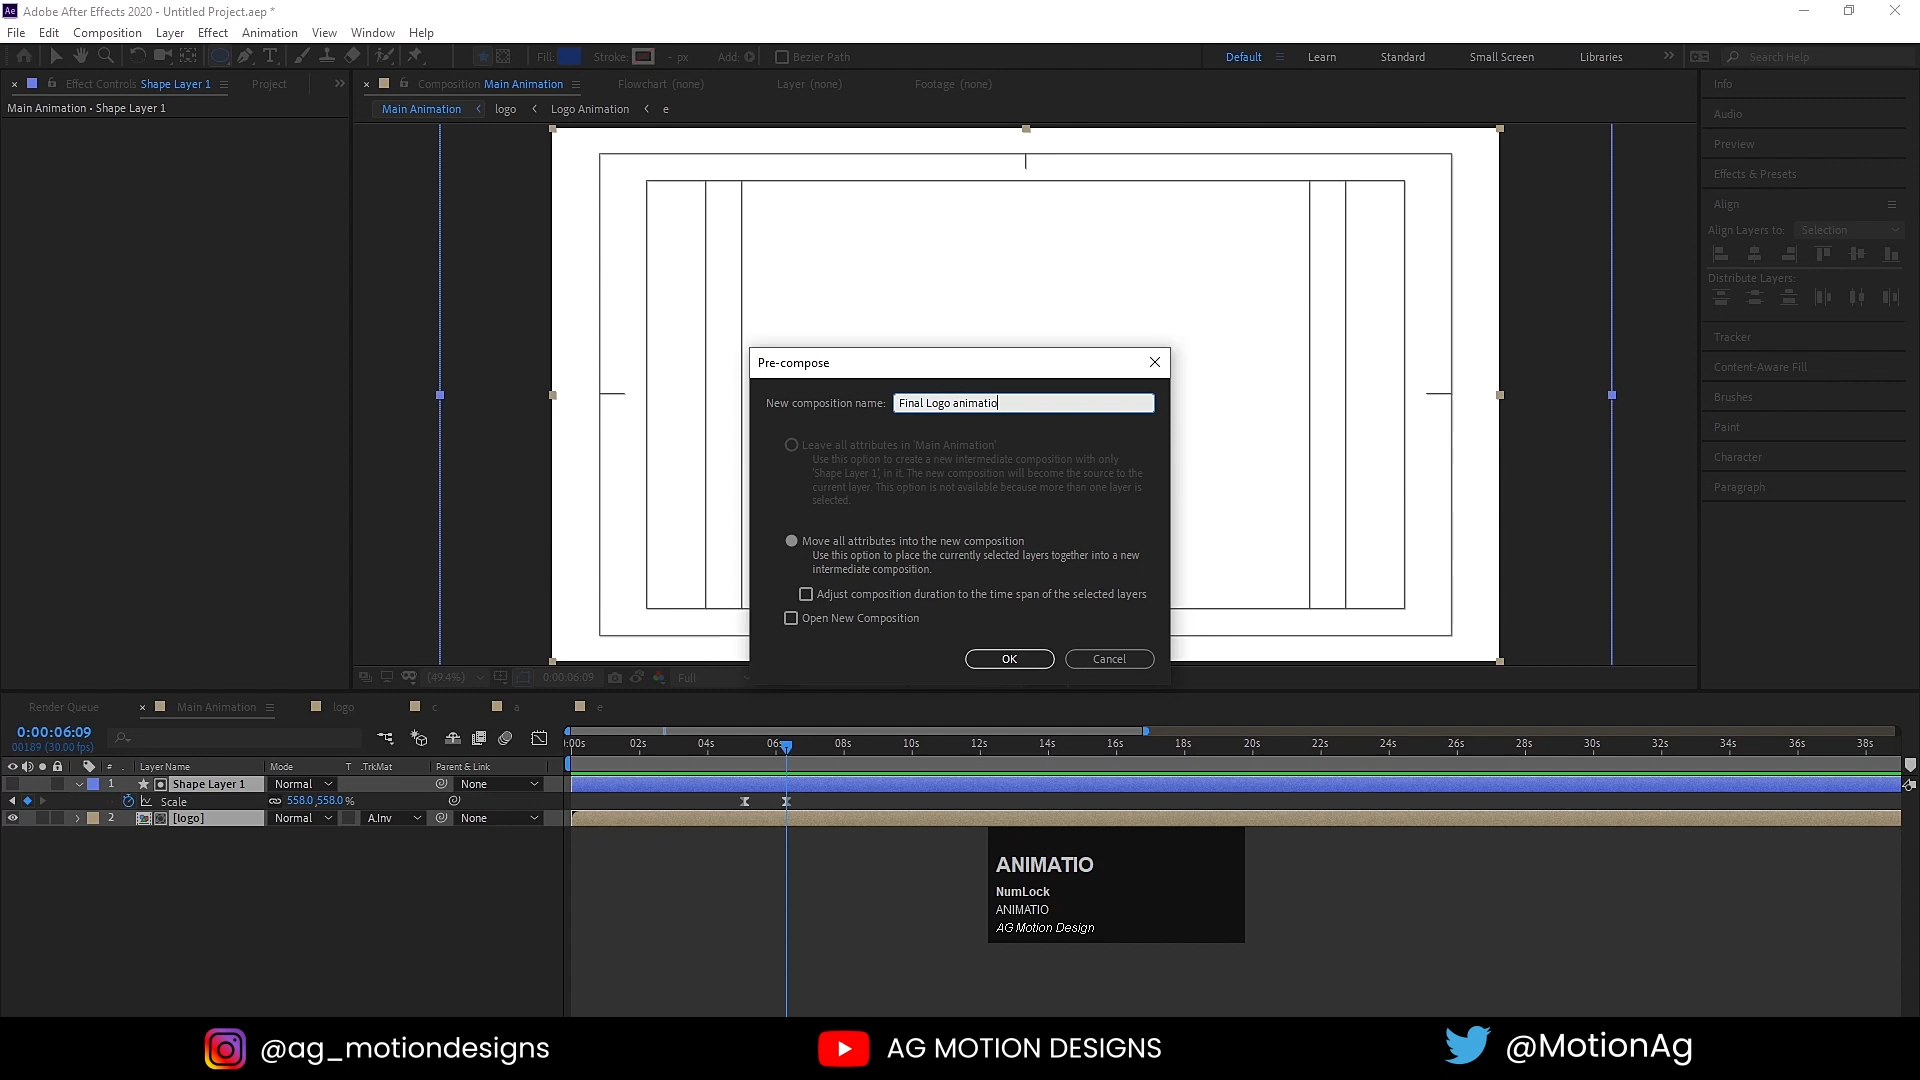 Ae Adobe After Effects 2020 - Untitled Project.aep *
File Edit Composition Layer Effect Animation View Window Help
Fill: Stroke: - px Add: Bezier Path Default Learn Standard Small Screen Libraries Search Help
Effect Controls Shape Layer 1 Project Composition Main Animation Flowchart (none) Layer (none) Footage (none)
Main Animation • Shape Layer 1
Main Animation logo Logo Animation e
Info
Audio
Preview
Effects & Presets
Align
Align Layers to: Selection
Distribute Layers:
Tracker
Content-Aware Fill
Brushes
Paint
Character
Paragraph
Pre-compose
New composition name: Final Logo animatio
Leave all attributes in 'Main Animation'
Use this option to create a new intermediate composition with only
'Shape Layer 1', in it. The new composition will become the source to the
current layer. This option is not available because more than one layer is
selected.
Move all attributes into the new composition
Use this option to place the currently selected layers together into a new
intermediate composition.
Adjust composition duration to the time span of the selected layers
Open New Composition
OK Cancel
(49.4%) 0:00:06:09 Full
Render Queue Main Animation logo c a e
0:00:06:09
00189 (30.00 fps)
:00s 02s 04s 06s 08s 10s 12s 14s 16s 18s 20s 22s 24s 26s 28s 30s 32s 34s 36s 38s
# . Layer Name Mode T .TrkMat Parent & Link
1 Shape Layer 1 Normal None
Scale 558.0,558.0 %
2 [logo] Normal A.Inv None
ANIMATIO
NumLock
ANIMATIO
AG Motion Design
@ag_motiondesigns AG MOTION DESIGNS @MotionAg